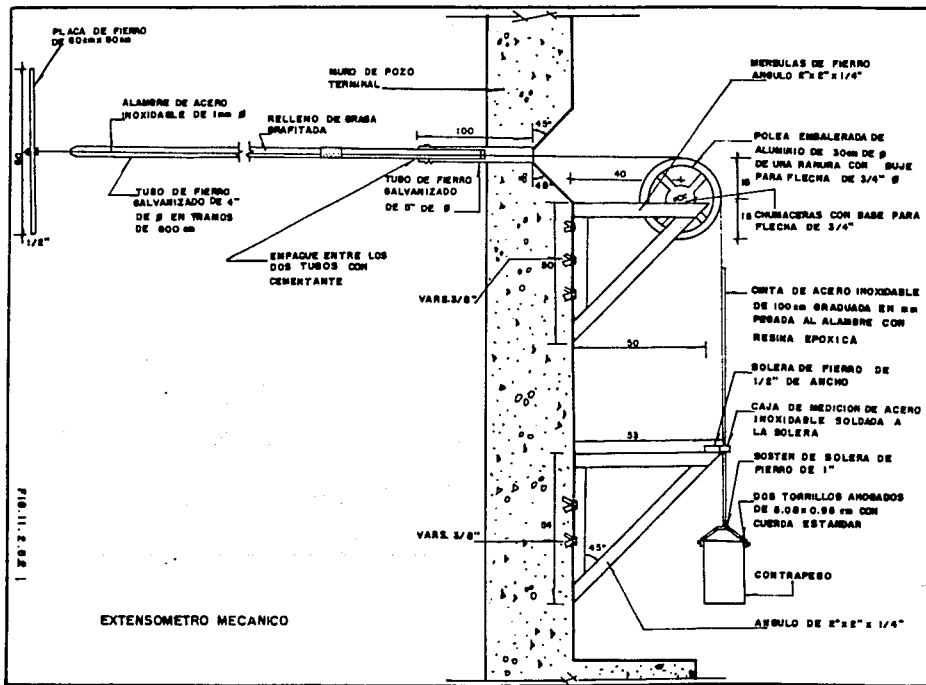 PLACA DE FIERRO
DE 60cm x 60cm
ALAMBRE DE ACERO
INOXIDABLE DE 1mm Ø
RELLENO DE GRASA
GRAFITADA
MURO DE POZO
TERMINAL
100
45°
45°
TUBO DE FIERRO
GALVANIZADO DE 4"
DE Ø EN TRAMOS
DE 600 cm
1/2"
TUBO DE FIERRO
GALVANIZADO
DE 6" DE Ø
EMPAQUE ENTRE LOS
DOS TUBOS CON
CEMENTANTE
MENSULAS DE FIERRO
ANGULO 2"x 2"x 1/4"
POLEA EMBALERADA DE
ALUMINIO DE 30cm DE Ø
DE UNA RANURA CON BUJE
PARA FLECHA DE 3/4" Ø
40
15
CHUMACERAS CON BASE PARA
FLECHA DE 3/4"
50
VARS. 3/8"
50
CINTA DE ACERO INOXIDABLE
DE 100cm GRADUADA EN mm
PEGADA AL ALAMBRE CON
RESINA EPOXICA
SOLERA DE FIERRO DE
1/2" DE ANCHO
53
CAJA DE MEDICION DE ACERO
INOXIDABLE SOLDADA A
LA SOLERA
SOSTEN DE SOLERA DE
FIERRO DE 1"
DOS TORNILLOS AHOGADOS
DE 5.08 x 0.95 cm CON
CUERDA ESTANDAR
54
VARS. 3/8"
45°
CONTRAPESO
ANGULO DE 2"x 2" x 1/4"
EXTENSOMETRO MECANICO